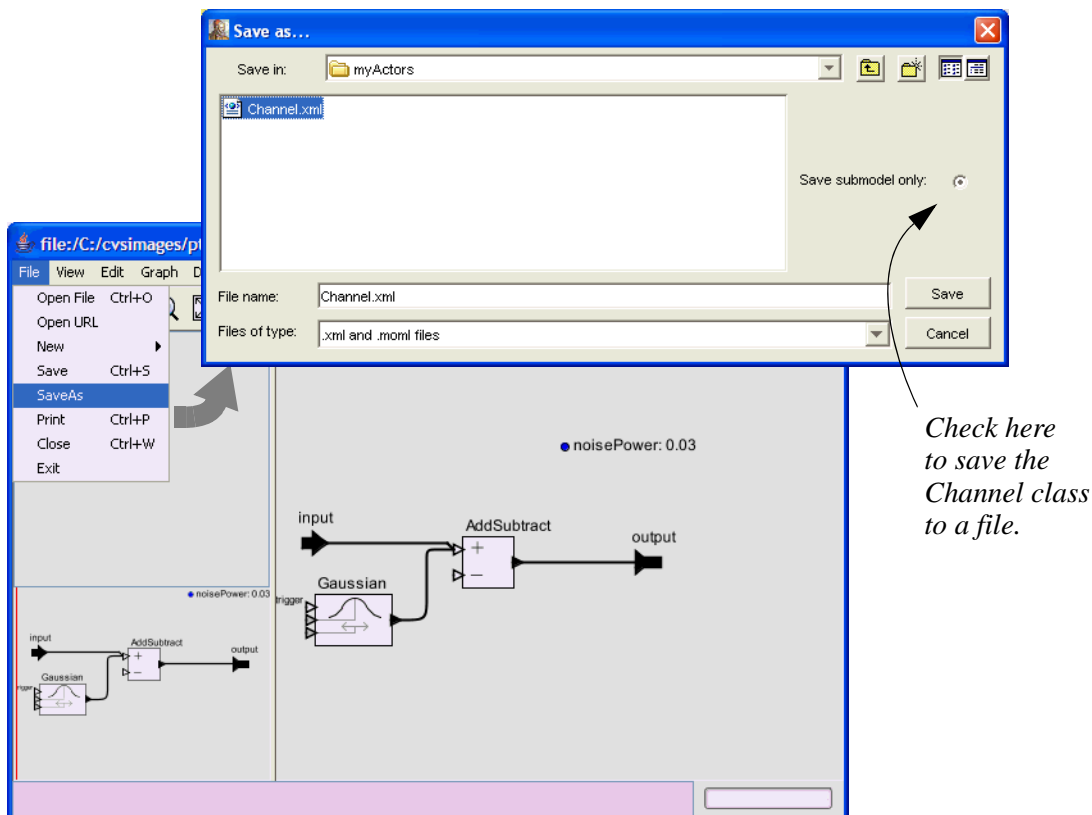 Save as...
Save in:
myActors
Channel.xml
Save submodel only:
File name:
Channel.xml
Save
Files of type:
.xml and .moml files
Cancel
file:/C:/cvsimages/pt
File View Edit Graph D
Open File Ctrl+O
Open URL
New
Save Ctrl+S
SaveAs
Print Ctrl+P
Close Ctrl+W
Exit
Check here
to save the
Channel class
to a file.
noisePower: 0.03
input
AddSubtract
output
Gaussian
trigger
noisePower: 0.03
input
AddSubtract
output
Gaussian